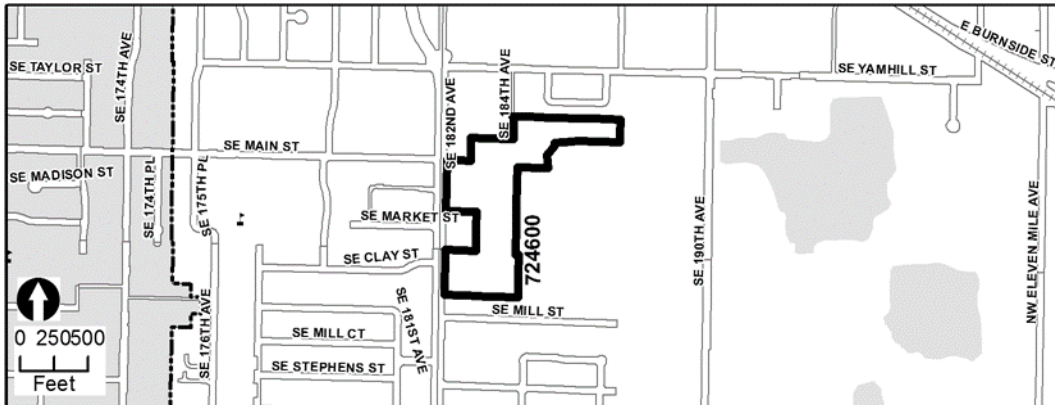 E BURNSIDE ST
SE TAYLOR ST
SE 174TH AVE
SE YAMHILL ST
SE 182ND AVE
SE 184TH AVE
SE MAIN ST
SE MADISON ST
SE 174TH PL
SE 175TH PL
SE MARKET ST
SE CLAY ST
724600
SE 190TH AVE
NW ELEVEN MILE AVE
SE 176TH AVE
SE MILL CT
SE 181ST AVE
SE MILL ST
SE STEPHENS ST
0 250500
Feet